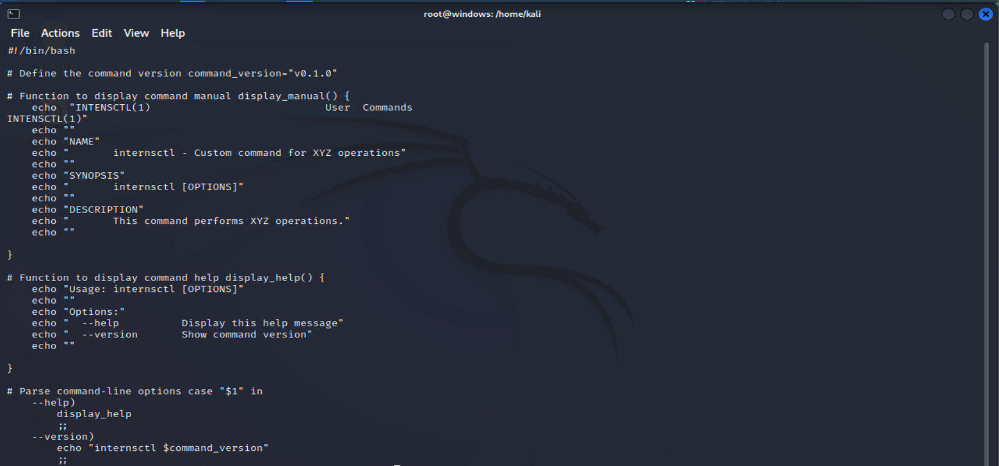 root@windows: /home/kali
File Actions Edit View Help
#!/bin/bash
# Define the command version command_version="v0.1.0"
# Function to display command manual display_manual() {
    echo  "INTENSCTL(1)                            User  Commands
INTENSCTL(1)"
    echo ""
    echo "NAME"
    echo "       internsctl - Custom command for XYZ operations"
    echo ""
    echo "SYNOPSIS"
    echo "       internsctl [OPTIONS]"
    echo ""
    echo "DESCRIPTION"
    echo "       This command performs XYZ operations."
    echo ""
}
# Function to display command help display_help() {
    echo "Usage: internsctl [OPTIONS]"
    echo ""
    echo "Options:"
    echo "  --help          Display this help message"
    echo "  --version       Show command version"
    echo ""
}
# Parse command-line options case "$1" in
    --help)
        display_help
        ;;
    --version)
        echo "internsctl $command_version"
        ;;